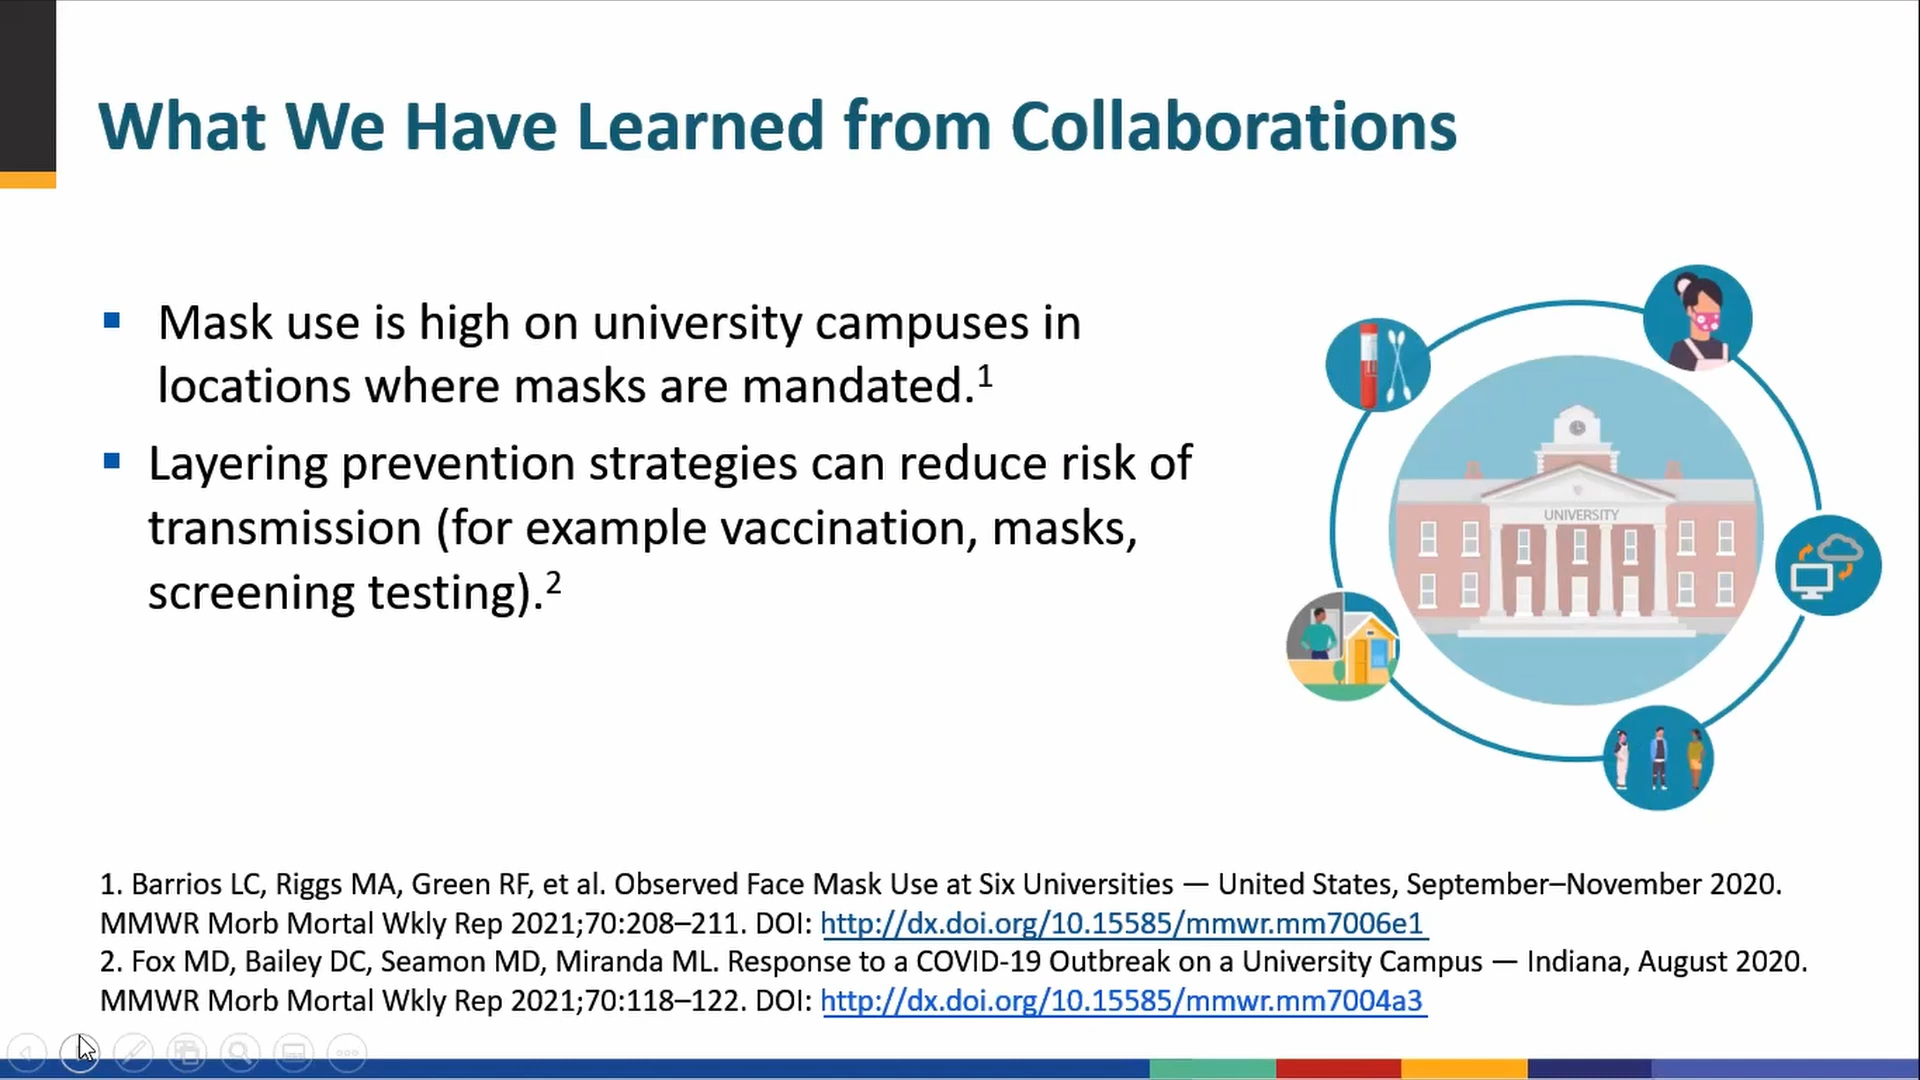 What We Have Learned from Collaborations
Mask use is high on university campuses in
locations where masks are mandated.1
Layering prevention strategies can reduce risk of
transmission (for example vaccination, masks,
screening testing).2
UNIVERSITY
1. Barrios LC, Riggs MA, Green RF, et al. Observed Face Mask Use at Six Universities — United States, September–November 2020.
MMWR Morb Mortal Wkly Rep 2021;70:208–211. DOI: http://dx.doi.org/10.15585/mmwr.mm7006e1
2. Fox MD, Bailey DC, Seamon MD, Miranda ML. Response to a COVID-19 Outbreak on a University Campus — Indiana, August 2020.
MMWR Morb Mortal Wkly Rep 2021;70:118–122. DOI: http://dx.doi.org/10.15585/mmwr.mm7004a3